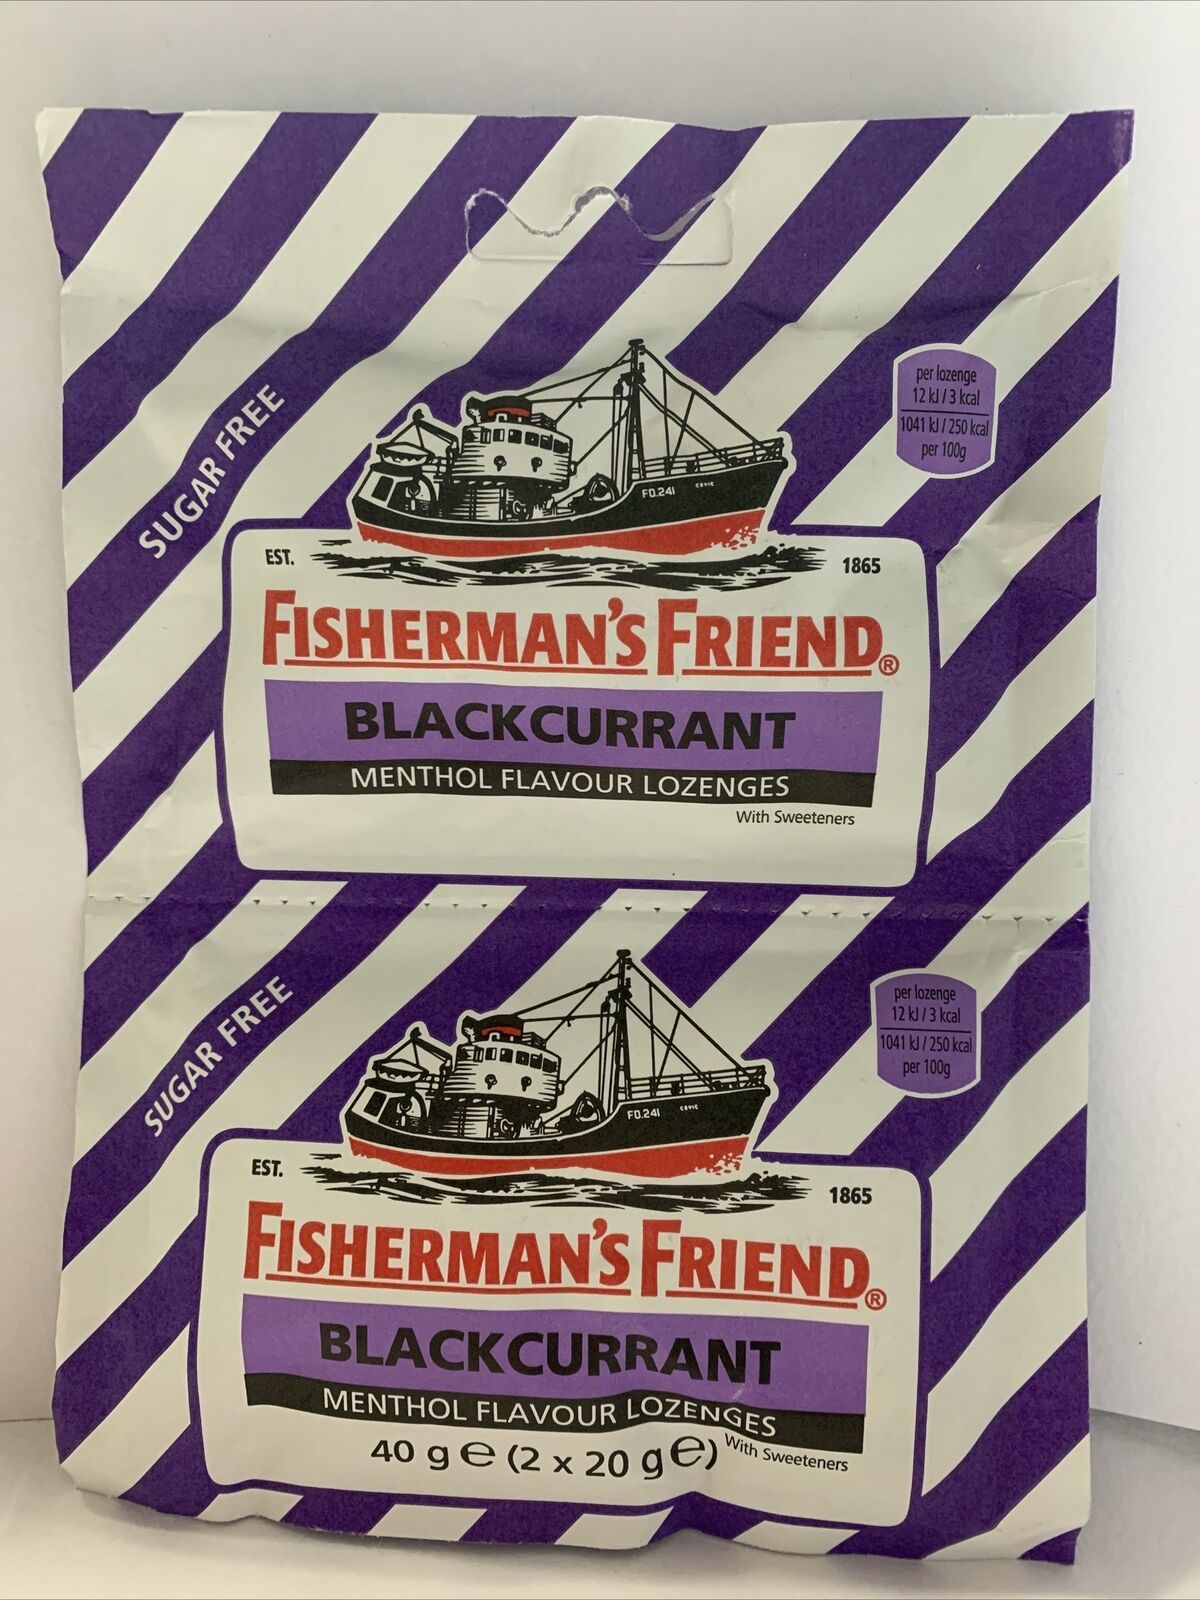 SUGAR FREE
per lozenge
12 kJ / 3 kcal
1041 kJ / 250 kcal
per 100g
FD.241
EST.
1865
FISHERMAN'S FRIEND®
BLACKCURRANT
MENTHOL FLAVOUR LOZENGES
With Sweeteners
SUGAR FREE
per lozenge
12 kJ / 3 kcal
1041 kJ / 250 kcal
per 100g
FD.241
EST.
1865
FISHERMAN'S FRIEND®
BLACKCURRANT
MENTHOL FLAVOUR LOZENGES
40 g ℮ (2 x 20 g ℮)
With Sweeteners